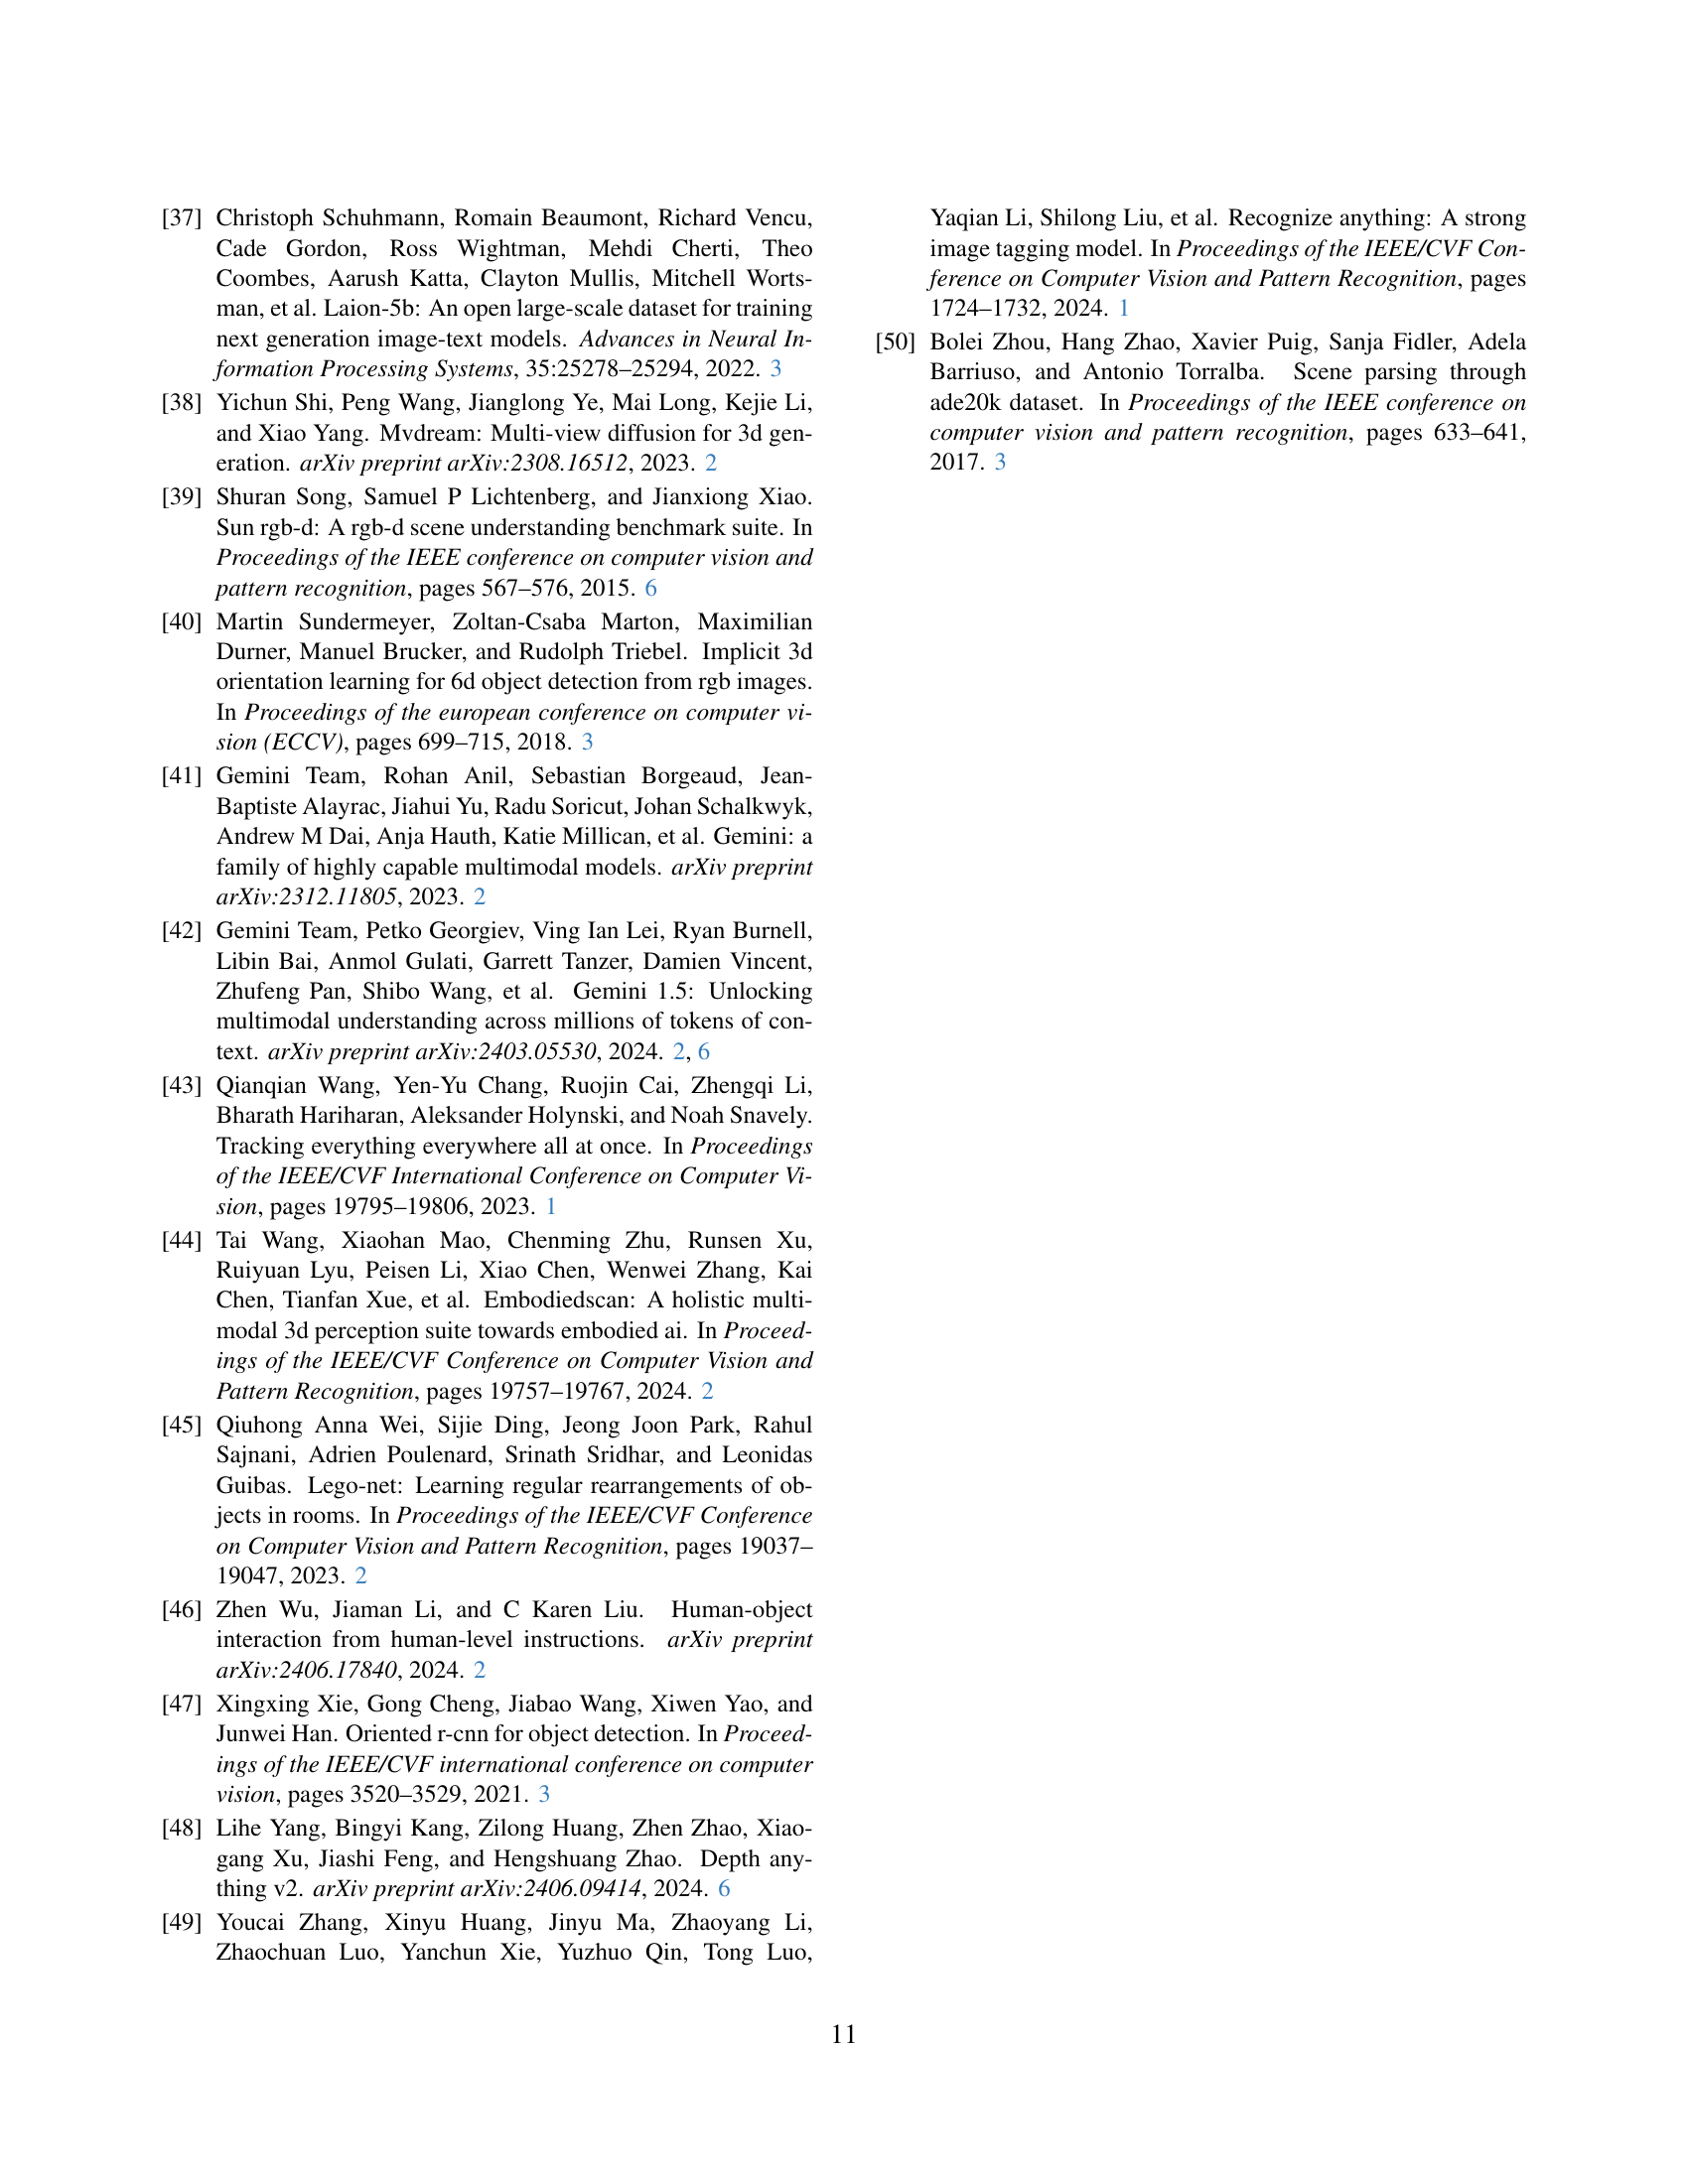 [37] Christoph Schuhmann, Romain Beaumont, Richard Vencu,
Cade Gordon, Ross Wightman, Mehdi Cherti, Theo
Coombes, Aarush Katta, Clayton Mullis, Mitchell Worts-
man, et al. Laion-5b: An open large-scale dataset for training
next generation image-text models. Advances in Neural In-
formation Processing Systems, 35:25278–25294, 2022. 3
[38] Yichun Shi, Peng Wang, Jianglong Ye, Mai Long, Kejie Li,
and Xiao Yang. Mvdream: Multi-view diffusion for 3d gen-
eration. arXiv preprint arXiv:2308.16512, 2023. 2
[39] Shuran Song, Samuel P Lichtenberg, and Jianxiong Xiao.
Sun rgb-d: A rgb-d scene understanding benchmark suite. In
Proceedings of the IEEE conference on computer vision and
pattern recognition, pages 567–576, 2015. 6
[40] Martin Sundermeyer, Zoltan-Csaba Marton, Maximilian
Durner, Manuel Brucker, and Rudolph Triebel. Implicit 3d
orientation learning for 6d object detection from rgb images.
In Proceedings of the european conference on computer vi-
sion (ECCV), pages 699–715, 2018. 3
[41] Gemini Team, Rohan Anil, Sebastian Borgeaud, Jean-
Baptiste Alayrac, Jiahui Yu, Radu Soricut, Johan Schalkwyk,
Andrew M Dai, Anja Hauth, Katie Millican, et al. Gemini: a
family of highly capable multimodal models. arXiv preprint
arXiv:2312.11805, 2023. 2
[42] Gemini Team, Petko Georgiev, Ving Ian Lei, Ryan Burnell,
Libin Bai, Anmol Gulati, Garrett Tanzer, Damien Vincent,
Zhufeng Pan, Shibo Wang, et al. Gemini 1.5: Unlocking
multimodal understanding across millions of tokens of con-
text. arXiv preprint arXiv:2403.05530, 2024. 2, 6
[43] Qianqian Wang, Yen-Yu Chang, Ruojin Cai, Zhengqi Li,
Bharath Hariharan, Aleksander Holynski, and Noah Snavely.
Tracking everything everywhere all at once. In Proceedings
of the IEEE/CVF International Conference on Computer Vi-
sion, pages 19795–19806, 2023. 1
[44] Tai Wang, Xiaohan Mao, Chenming Zhu, Runsen Xu,
Ruiyuan Lyu, Peisen Li, Xiao Chen, Wenwei Zhang, Kai
Chen, Tianfan Xue, et al. Embodiedscan: A holistic multi-
modal 3d perception suite towards embodied ai. In Proceed-
ings of the IEEE/CVF Conference on Computer Vision and
Pattern Recognition, pages 19757–19767, 2024. 2
[45] Qiuhong Anna Wei, Sijie Ding, Jeong Joon Park, Rahul
Sajnani, Adrien Poulenard, Srinath Sridhar, and Leonidas
Guibas. Lego-net: Learning regular rearrangements of ob-
jects in rooms. In Proceedings of the IEEE/CVF Conference
on Computer Vision and Pattern Recognition, pages 19037–
19047, 2023. 2
[46] Zhen Wu, Jiaman Li, and C Karen Liu. Human-object
interaction from human-level instructions. arXiv preprint
arXiv:2406.17840, 2024. 2
[47] Xingxing Xie, Gong Cheng, Jiabao Wang, Xiwen Yao, and
Junwei Han. Oriented r-cnn for object detection. In Proceed-
ings of the IEEE/CVF international conference on computer
vision, pages 3520–3529, 2021. 3
[48] Lihe Yang, Bingyi Kang, Zilong Huang, Zhen Zhao, Xiao-
gang Xu, Jiashi Feng, and Hengshuang Zhao. Depth any-
thing v2. arXiv preprint arXiv:2406.09414, 2024. 6
[49] Youcai Zhang, Xinyu Huang, Jinyu Ma, Zhaoyang Li,
Zhaochuan Luo, Yanchun Xie, Yuzhuo Qin, Tong Luo,
Yaqian Li, Shilong Liu, et al. Recognize anything: A strong
image tagging model. In Proceedings of the IEEE/CVF Con-
ference on Computer Vision and Pattern Recognition, pages
1724–1732, 2024. 1
[50] Bolei Zhou, Hang Zhao, Xavier Puig, Sanja Fidler, Adela
Barriuso, and Antonio Torralba. Scene parsing through
ade20k dataset. In Proceedings of the IEEE conference on
computer vision and pattern recognition, pages 633–641,
2017. 3
11